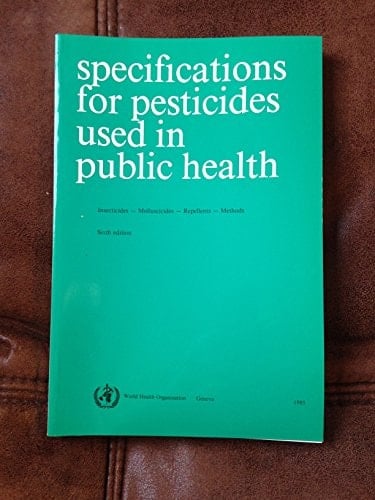 specifications
for pesticides
used in
public health
Insecticides — Molluscicides — Repellents — Methods
Sixth edition
World Health Organization Geneva 1985